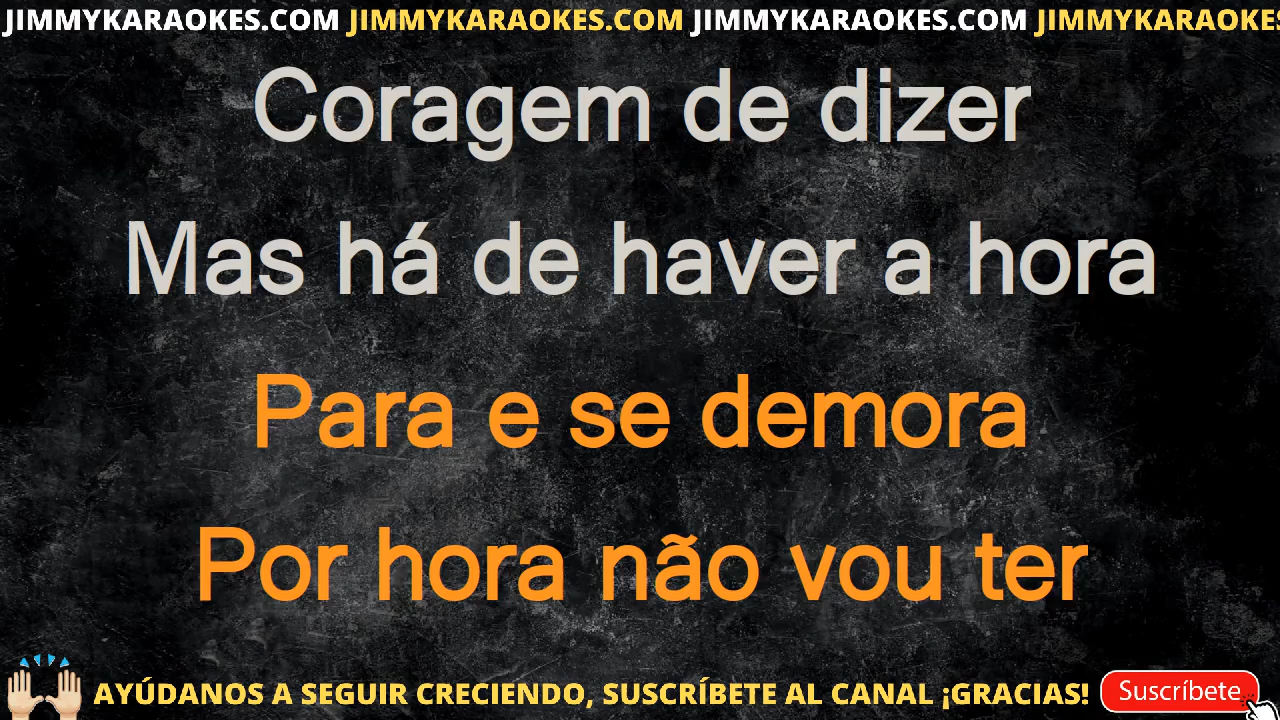 JIMMYKARAOKES.COM JIMMYKARAOKES.COM JIMMYKARAOKES.COM JIMMYKARAOKES
Coragem de dizer
Mas há de haver a hora
Para e se demora
Por hora não vou ter
AYÚDANOS A SEGUIR CRECIENDO, SUSCRÍBETE AL CANAL ¡GRACIAS! Suscríbete